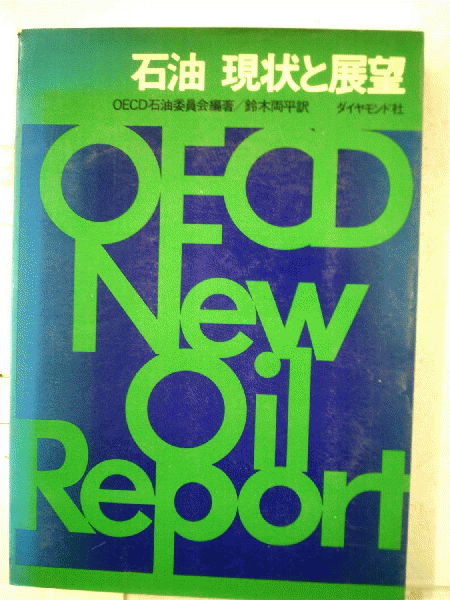 石油 現状と展望
OECD石油委員会編著/鈴木両平訳 ダイヤモンド社
OECD
New
Oil
Report